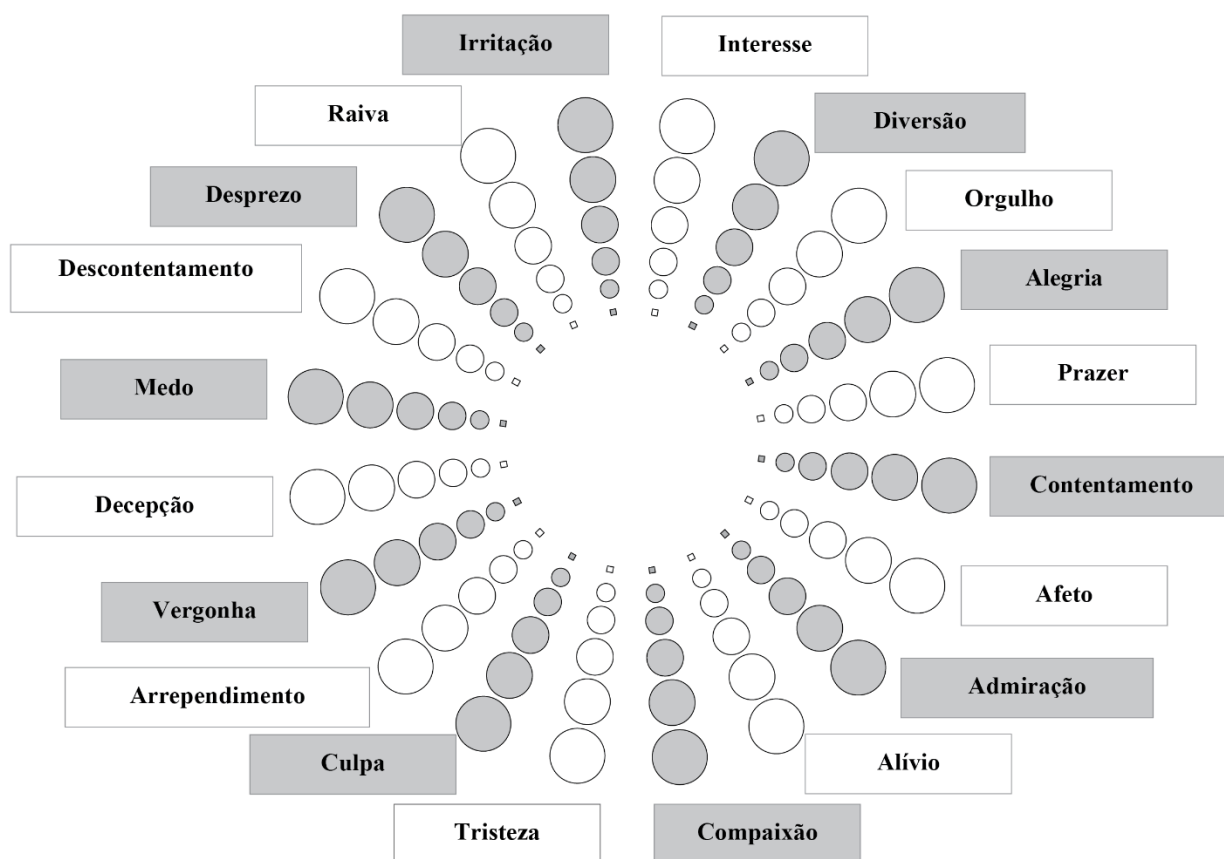 Irritação
Interesse
Raiva
Diversão
Desprezo
Orgulho
Descontentamento
Alegria
Medo
Prazer
Decepção
Contentamento
Vergonha
Afeto
Arrependimento
Admiração
Culpa
Alívio
Tristeza
Compaixão